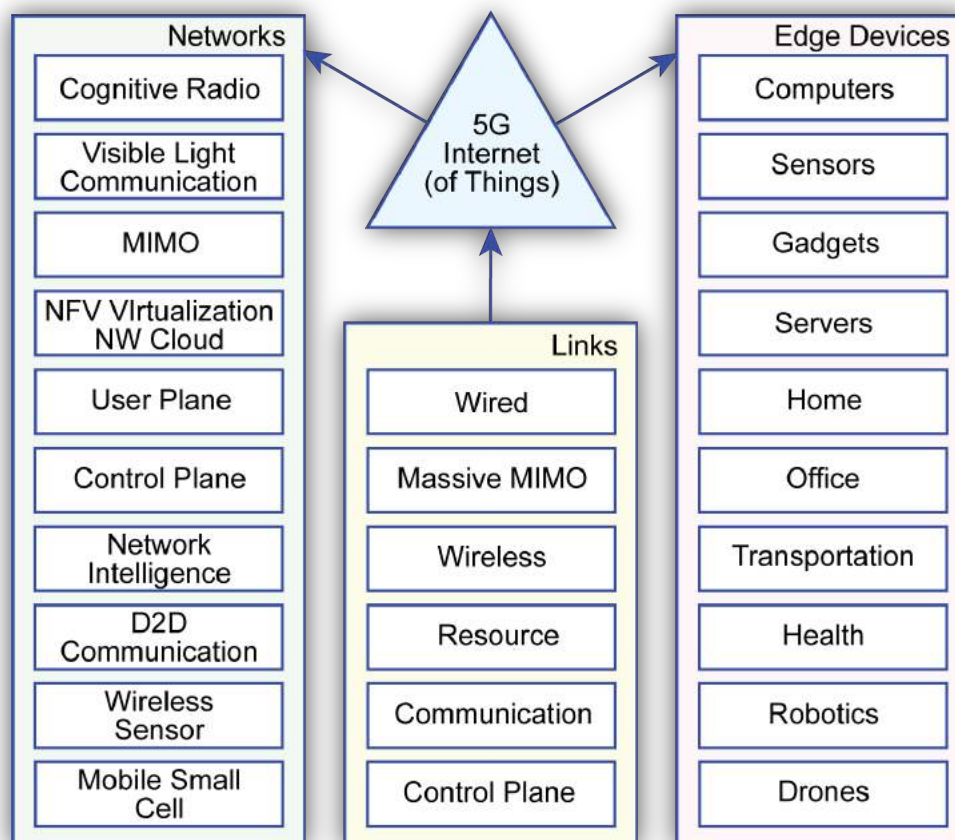 Networks
Cognitive Radio
Visible Light
Communication
MIMO
NFV VIrtualization
NW Cloud
User Plane
Control Plane
Network
Intelligence
D2D
Communication
Wireless
Sensor
Mobile Small
Cell
5G
Internet
(of Things)
Links
Wired
Massive MIMO
Wireless
Resource
Communication
Control Plane
Edge Devices
Computers
Sensors
Gadgets
Servers
Home
Office
Transportation
Health
Robotics
Drones